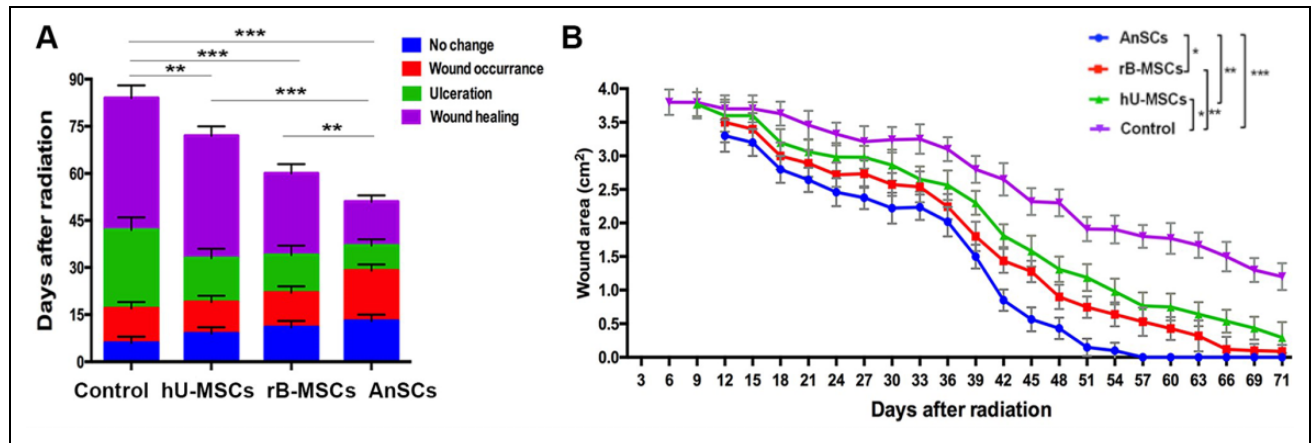 A
***
***
**
***
**
No change
Wound occurrance
Ulceration
Wound healing
Days after radiation
90
75
60
45
30
15
0
Control hU-MSCs rB-MSCs AnSCs
B
AnSCs
rB-MSCs
hU-MSCs
Control
*
**
***
*
**
Wound area (cm²)
4.0
3.5
3.0
2.5
2.0
1.5
1.0
0.5
0.0
3 6 9 12 15 18 21 24 27 30 33 36 39 42 45 48 51 54 57 60 63 66 69 71
Days after radiation